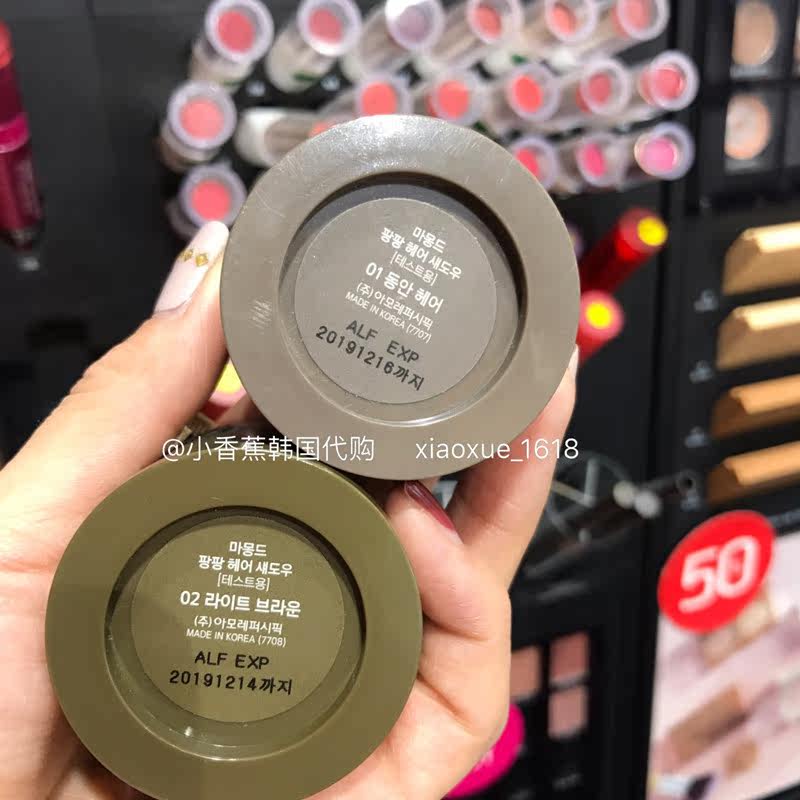 마몽드
팡팡 헤어 섀도우
[테스트용]
01 동안 헤어
(주)아모레퍼시픽
MADE IN KOREA (7707)
ALF EXP
20191216까지
@小香蕉韩国代购 xiaoxue_1618
마몽드
팡팡 헤어 섀도우
[테스트용]
02 라이트 브라운
(주)아모레퍼시픽
MADE IN KOREA (7708)
ALF EXP
20191214까지
50%